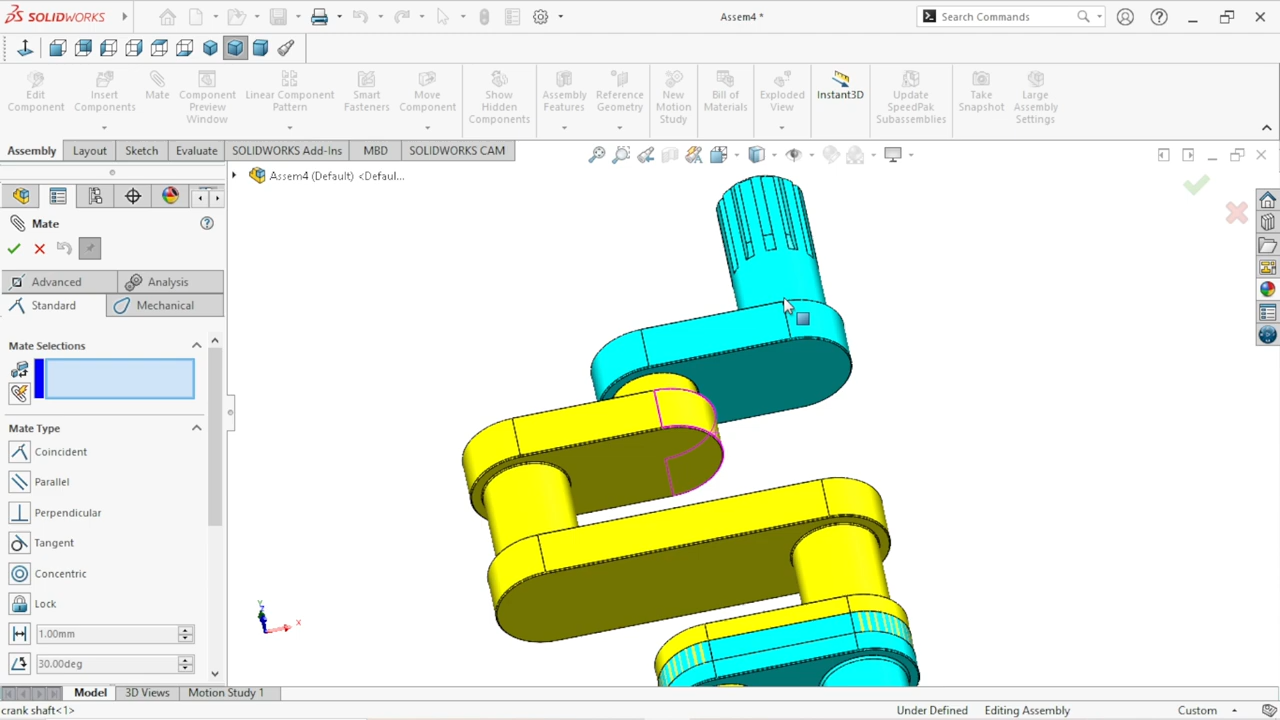 SOLIDWORKS
Assem4 *
Search Commands
Edit Component
Insert Components
Mate
Component Preview Window
Linear Component Pattern
Smart Fasteners
Move Component
Show Hidden Components
Assembly Features
Reference Geometry
New Motion Study
Bill of Materials
Exploded View
Instant3D
Update SpeedPak Subassemblies
Take Snapshot
Large Assembly Settings
Assembly
Layout
Sketch
Evaluate
SOLIDWORKS Add-Ins
MBD
SOLIDWORKS CAM
Assem4 (Default) <Defaul...
Mate
Advanced
Analysis
Standard
Mechanical
Mate Selections
Mate Type
Coincident
Parallel
Perpendicular
Tangent
Concentric
Lock
1.00mm
30.00deg
Y
Z
X
Model
3D Views
Motion Study 1
crank shaft<1>
Under Defined
Editing Assembly
Custom